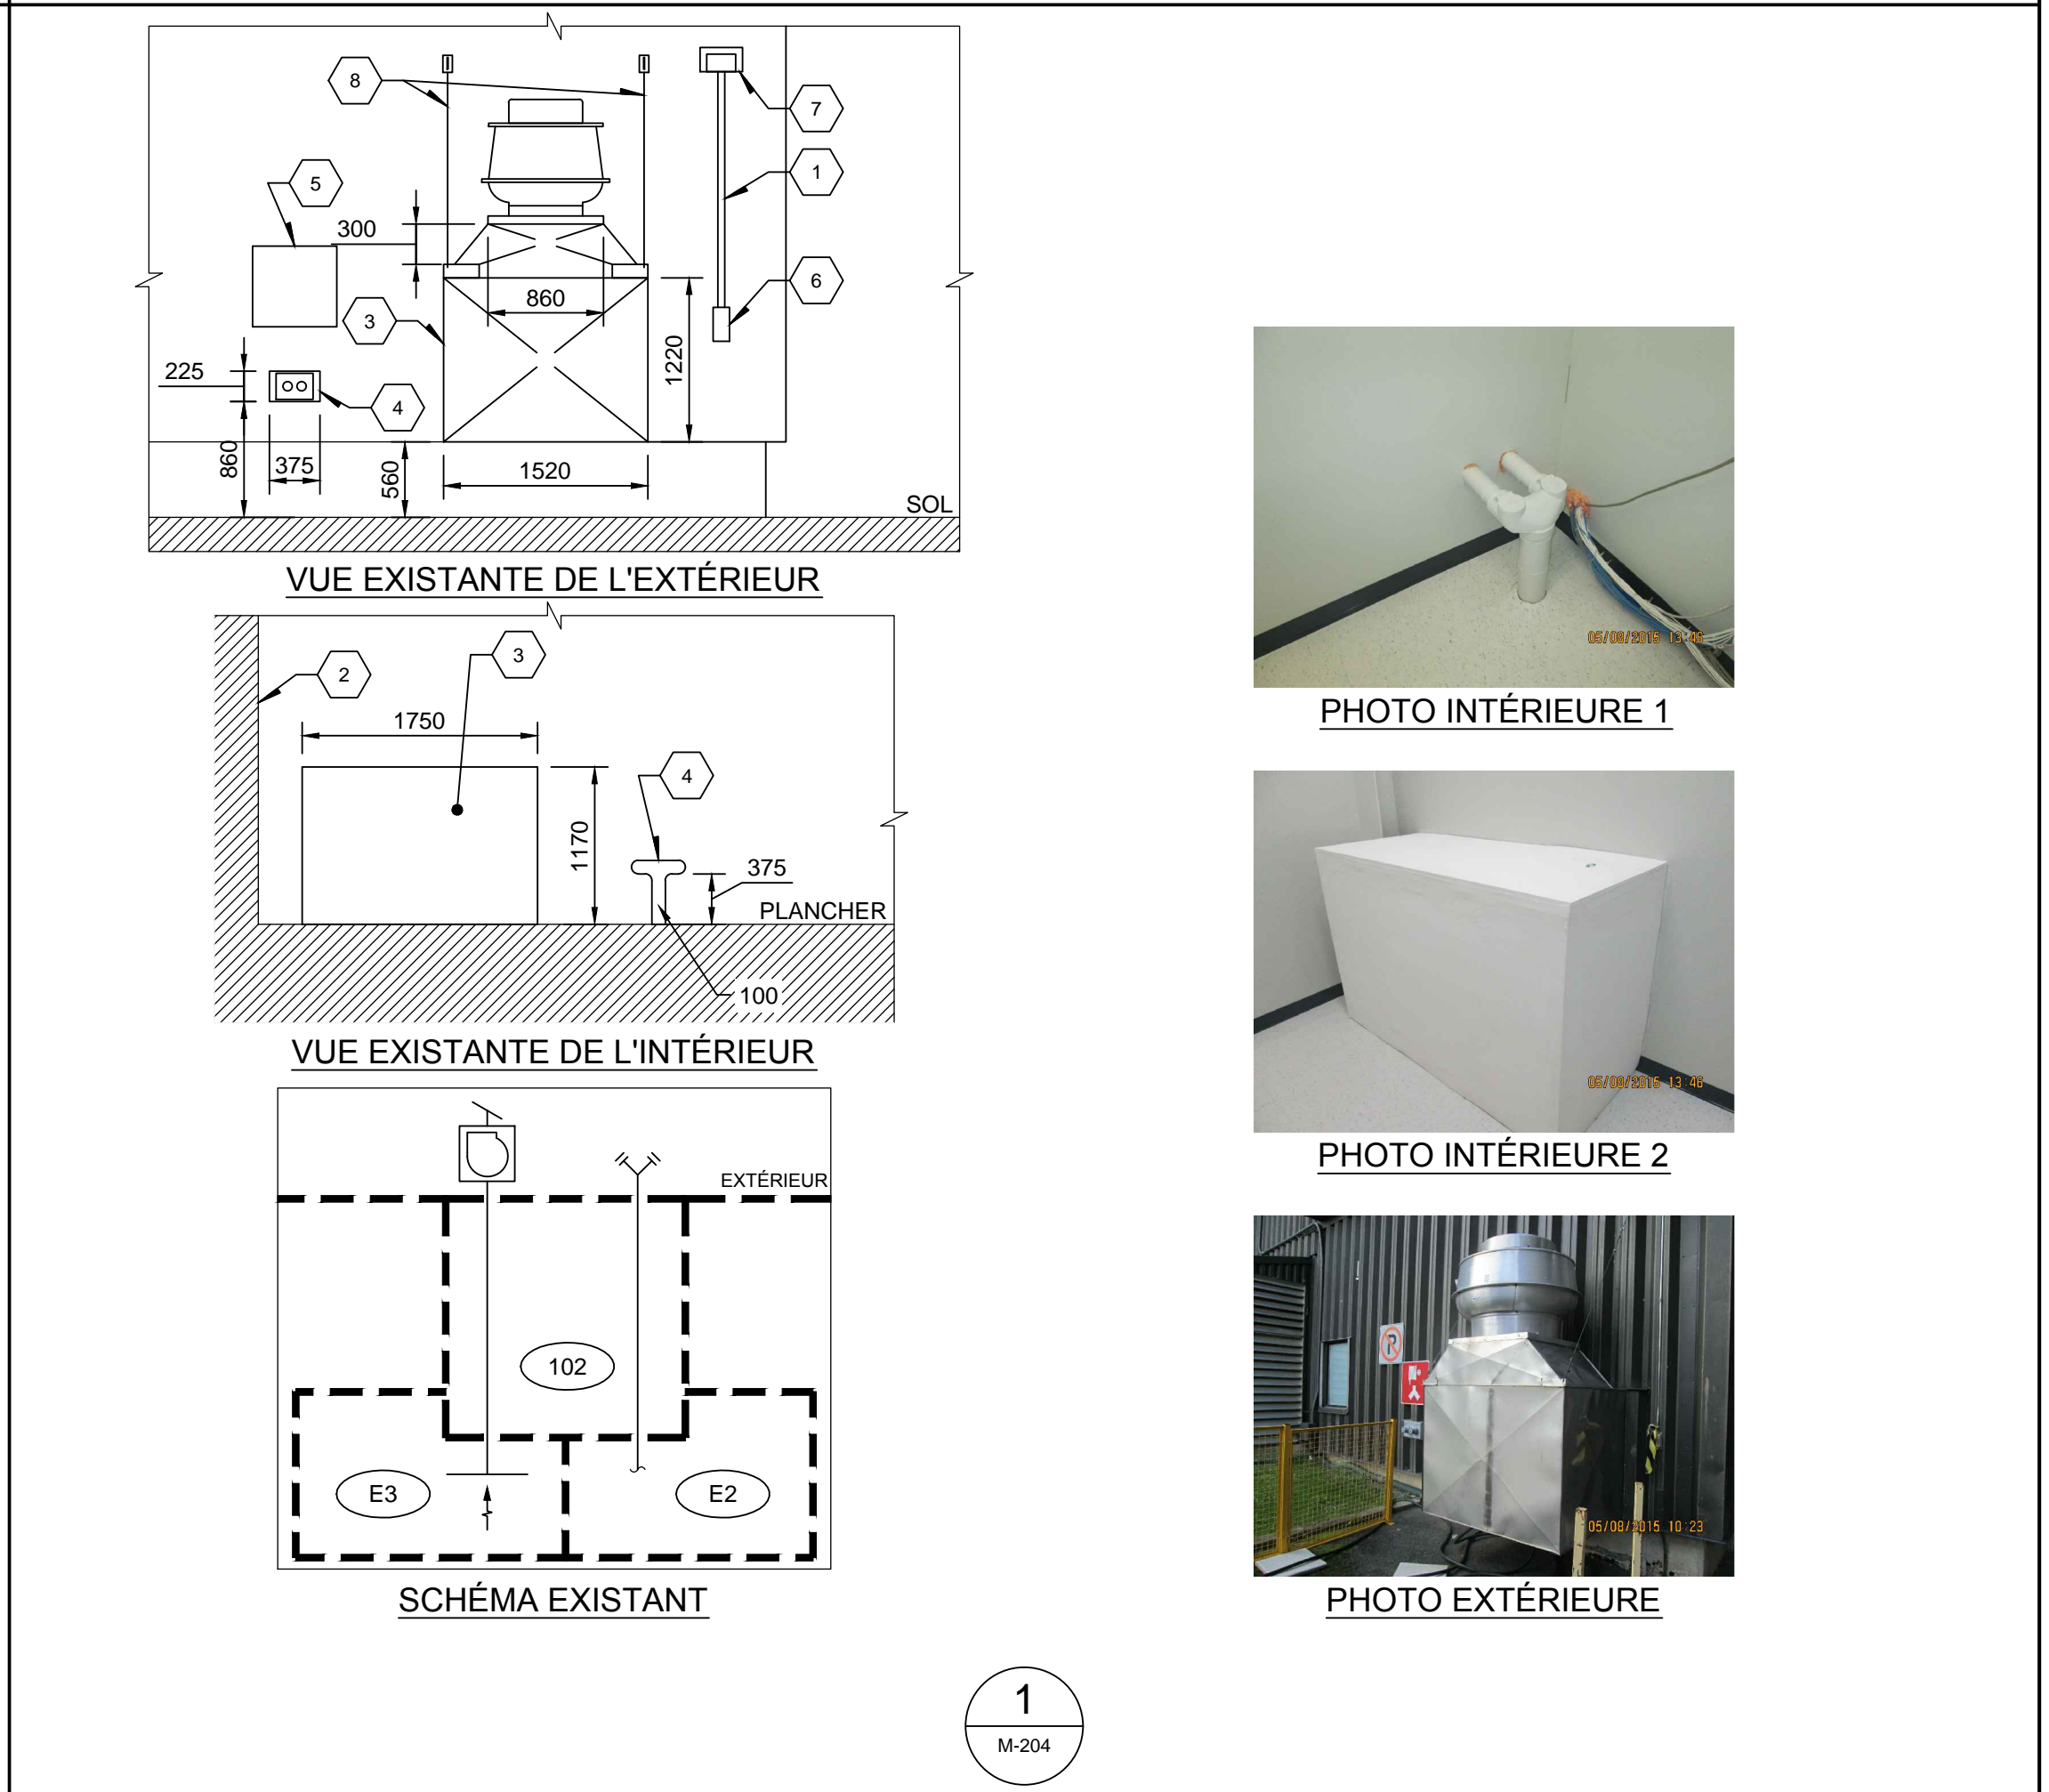 8
7
1
5
300
6
860
3
1220
225
4
860
375
560
1520
SOL
VUE EXISTANTE DE L'EXTÉRIEUR
2
3
1750
4
1170
375
PLANCHER
100
VUE EXISTANTE DE L'INTÉRIEUR
EXTÉRIEUR
102
E3
E2
SCHÉMA EXISTANT
05/08/2015 13:46
PHOTO INTÉRIEURE 1
05/08/2015 13:46
PHOTO INTÉRIEURE 2
P
05/08/2015 10:23
PHOTO EXTÉRIEURE
1
M-204